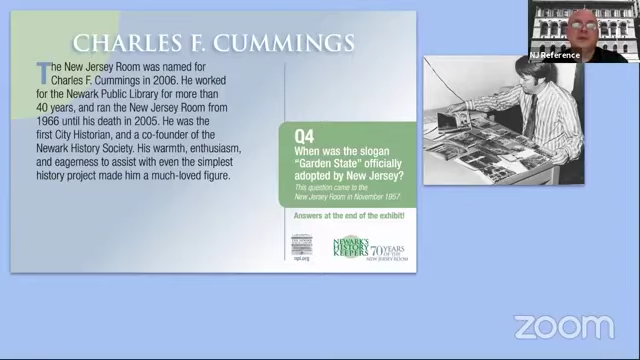 CHARLES F. CUMMINGS
The New Jersey Room was named for
Charles F. Cummings in 2006. He worked
for the Newark Public Library for more than
40 years, and ran the New Jersey Room from
1966 until his death in 2005. He was the
first City Historian, and a co-founder of the
Newark History Society. His warmth, enthusiasm,
and eagerness to assist with even the simplest
history project made him a much-loved figure.
Q4
When was the slogan
"Garden State" officially
adopted by New Jersey?
This question came to the
New Jersey Room in November 1957
Answers at the end of the exhibit!
npl.org
NEWARK'S
HISTORY
KEEPERS
70 YEARS
OF THE
NEW JERSEY ROOM
NJ Reference
zoom